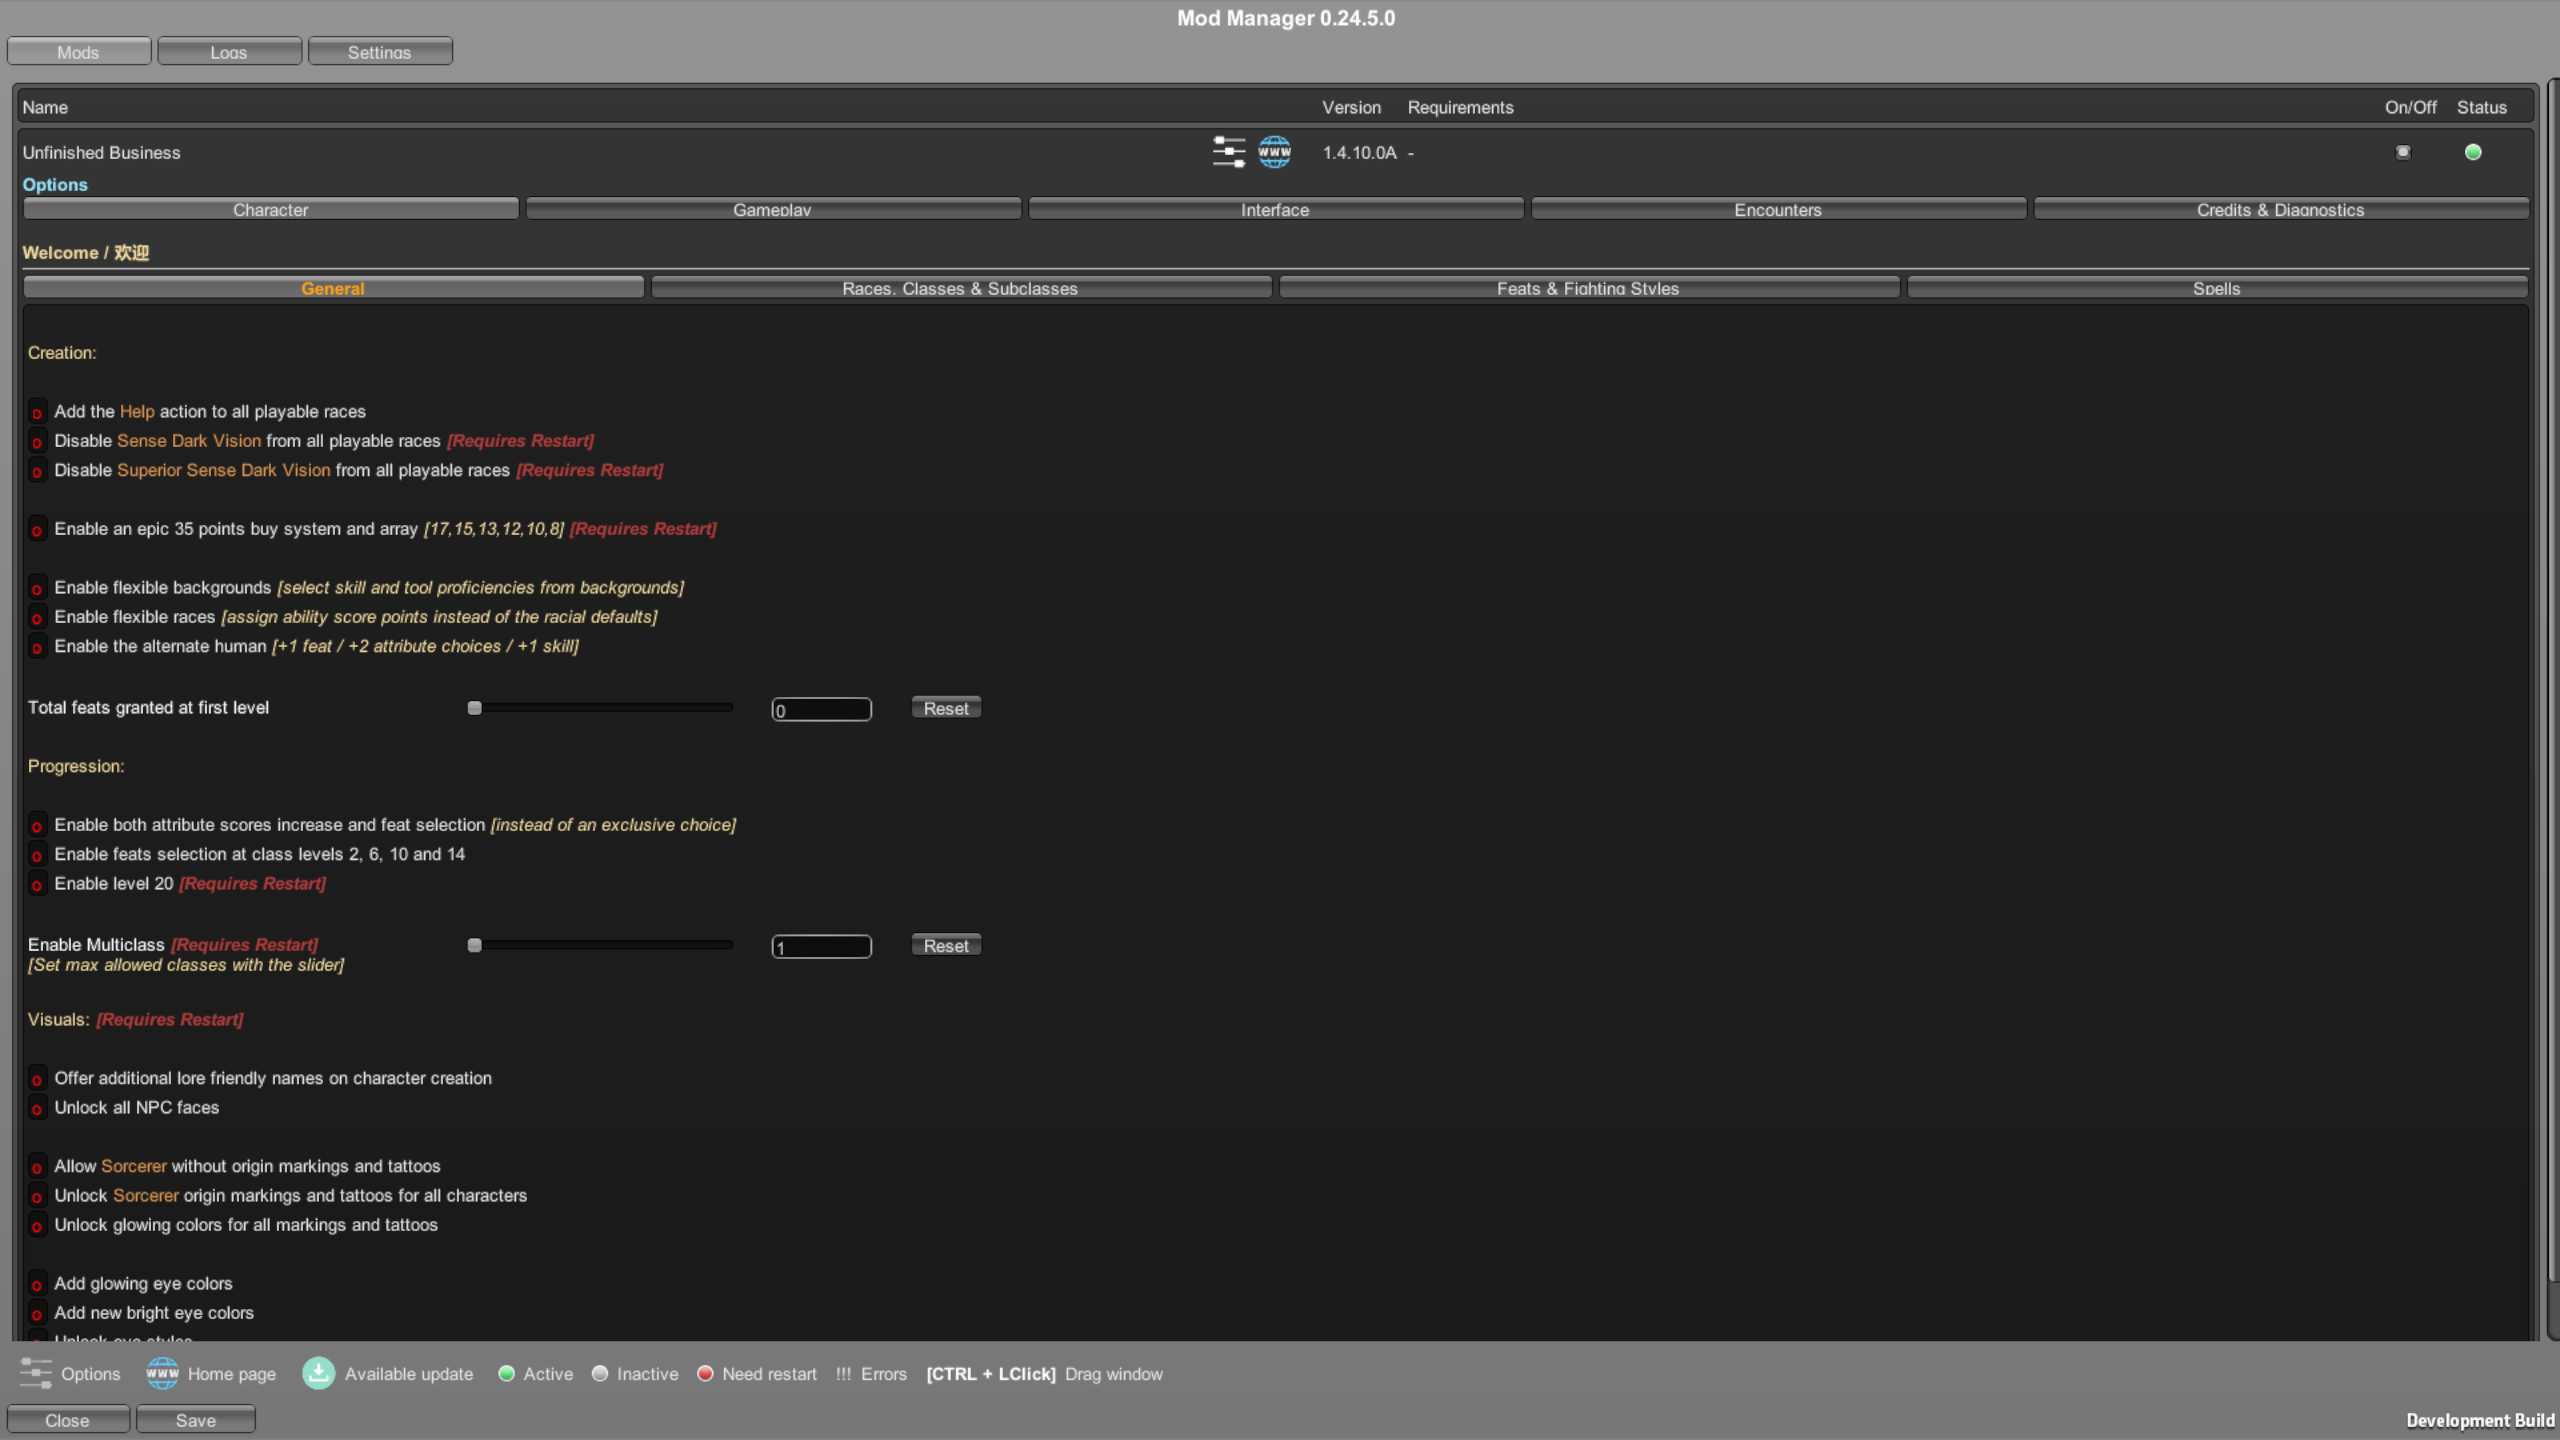 Mod Manager 0.24.5.0
Mods Logs Settings
Name Version Requirements On/Off Status
Unfinished Business www 1.4.10.0A -
Options
Character Gameplay Interface Encounters Credits & Diagnostics
Welcome / 欢迎
General Races, Classes & Subclasses Feats & Fighting Styles Spells
Creation:
o Add the Help action to all playable races
o Disable Sense Dark Vision from all playable races [Requires Restart]
o Disable Superior Sense Dark Vision from all playable races [Requires Restart]
o Enable an epic 35 points buy system and array [17,15,13,12,10,8] [Requires Restart]
o Enable flexible backgrounds [select skill and tool proficiencies from backgrounds]
o Enable flexible races [assign ability score points instead of the racial defaults]
o Enable the alternate human [+1 feat / +2 attribute choices / +1 skill]
Total feats granted at first level 0 Reset
Progression:
o Enable both attribute scores increase and feat selection [instead of an exclusive choice]
o Enable feats selection at class levels 2, 6, 10 and 14
o Enable level 20 [Requires Restart]
Enable Multiclass [Requires Restart] 1 Reset
[Set max allowed classes with the slider]
Visuals: [Requires Restart]
o Offer additional lore friendly names on character creation
o Unlock all NPC faces
o Allow Sorcerer without origin markings and tattoos
o Unlock Sorcerer origin markings and tattoos for all characters
o Unlock glowing colors for all markings and tattoos
o Add glowing eye colors
o Add new bright eye colors
Unlock eye styles
Options www Home page Available update Active Inactive Need restart !!! Errors [CTRL + LClick] Drag window
Close Save Development Build